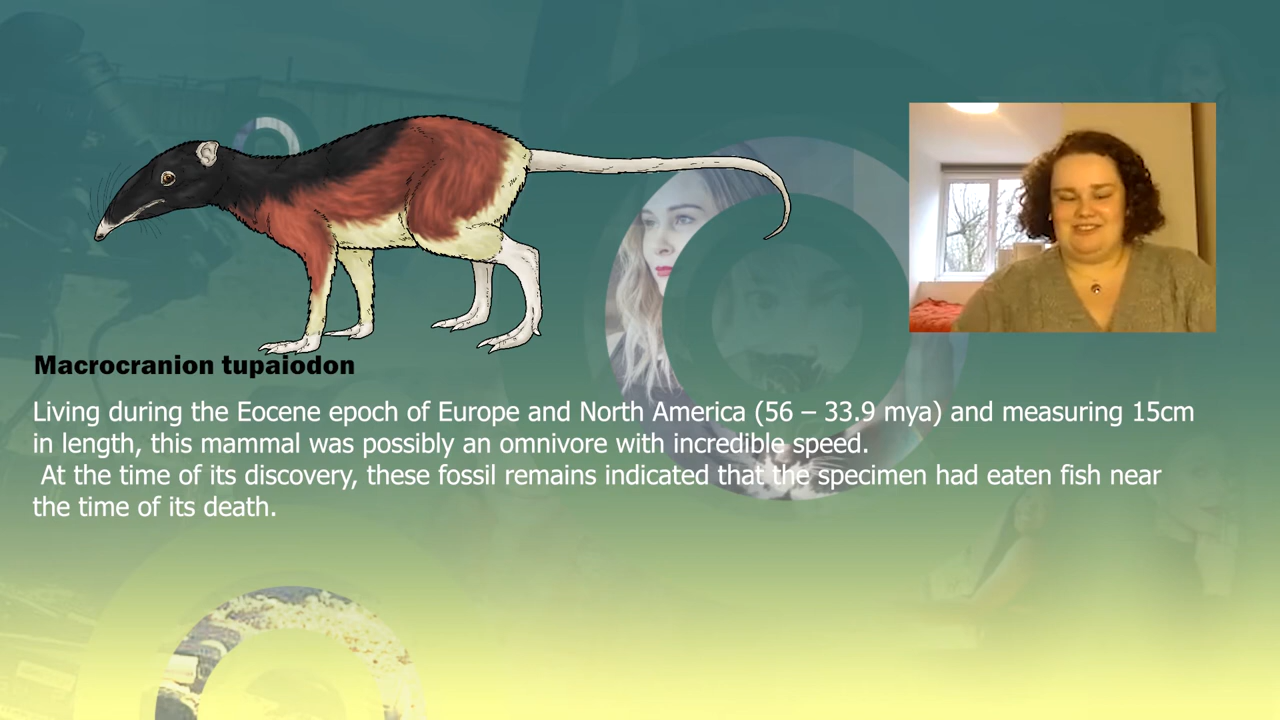 Macrocranion tupaiodon
Living during the Eocene epoch of Europe and North America (56 – 33.9 mya) and measuring 15cm
in length, this mammal was possibly an omnivore with incredible speed.
At the time of its discovery, these fossil remains indicated that the specimen had eaten fish near
the time of its death.